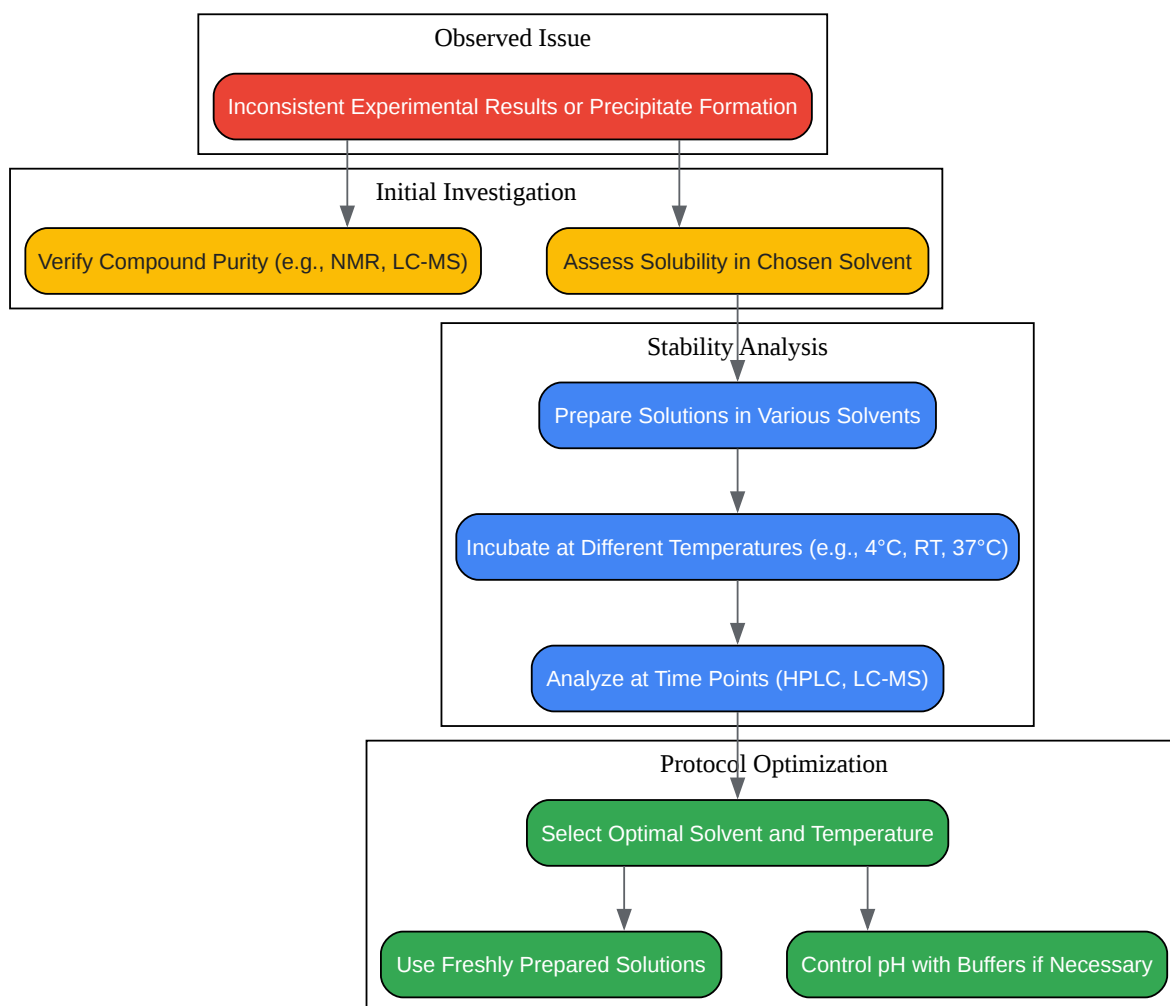 Observed Issue
Inconsistent Experimental Results or Precipitate Formation
Initial Investigation
Verify Compound Purity (e.g., NMR, LC-MS)
Assess Solubility in Chosen Solvent
Stability Analysis
Prepare Solutions in Various Solvents
Incubate at Different Temperatures (e.g., 4°C, RT, 37°C)
Analyze at Time Points (HPLC, LC-MS)
Protocol Optimization
Select Optimal Solvent and Temperature
Use Freshly Prepared Solutions
Control pH with Buffers if Necessary